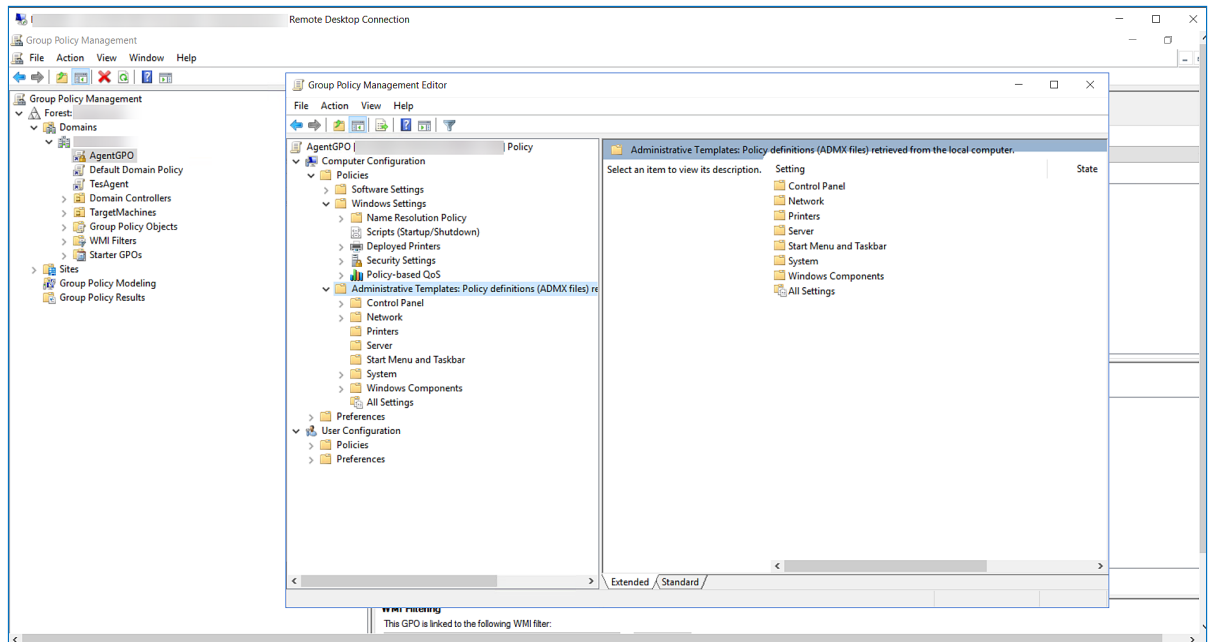 Remote Desktop Connection
Group Policy Management
File Action View Window Help
Group Policy Management
Forest:
Domains
AgentGPO
Default Domain Policy
TesAgent
Domain Controllers
TargetMachines
Group Policy Objects
WMI Filters
Starter GPOs
Sites
Group Policy Modeling
Group Policy Results
Group Policy Management Editor
File Action View Help
AgentGPO [ ] Policy
Computer Configuration
Policies
Software Settings
Windows Settings
Name Resolution Policy
Scripts (Startup/Shutdown)
Deployed Printers
Security Settings
Policy-based QoS
Administrative Templates: Policy definitions (ADMX files) re
Control Panel
Network
Printers
Server
Start Menu and Taskbar
System
Windows Components
All Settings
Preferences
User Configuration
Policies
Preferences
Administrative Templates: Policy definitions (ADMX files) retrieved from the local computer.
Select an item to view its description.
Setting State
Control Panel
Network
Printers
Server
Start Menu and Taskbar
System
Windows Components
All Settings
Extended Standard
WMI Filtering
This GPO is linked to the following WMI filter: